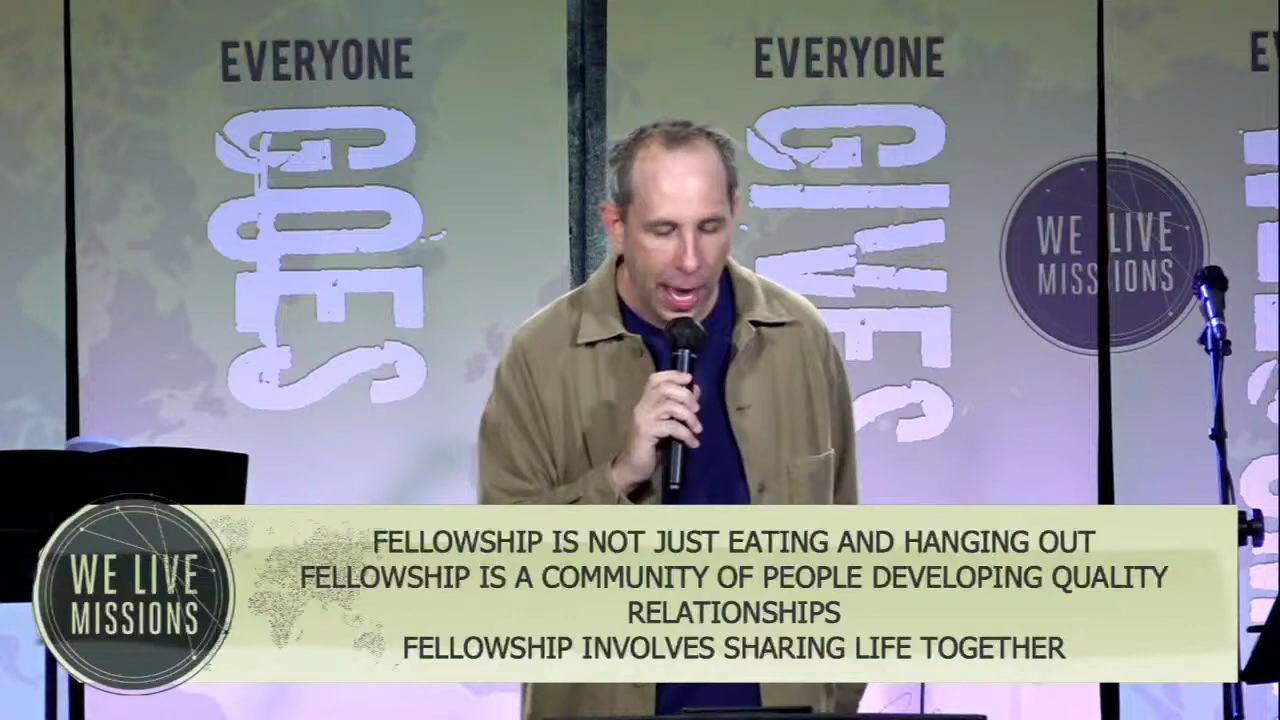 EVERYONE
GOES
EVERYONE
GIVES
WE LIVE
MISSIONS
WE LIVE
MISSIONS
FELLOWSHIP IS NOT JUST EATING AND HANGING OUT
FELLOWSHIP IS A COMMUNITY OF PEOPLE DEVELOPING QUALITY
RELATIONSHIPS
FELLOWSHIP INVOLVES SHARING LIFE TOGETHER